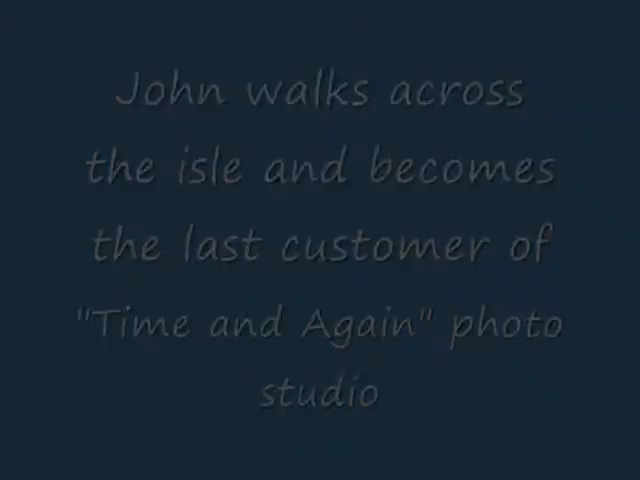 John walks across
the isle and becomes
the last customer of
"Time and Again" photo
studio